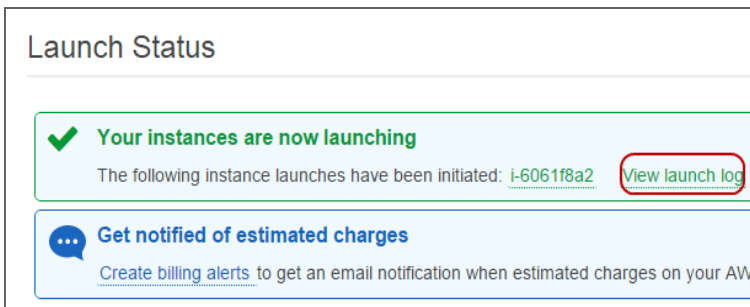 Launch Status
Your instances are now launching
The following instance launches have been initiated: i-6061f8a2 View launch log
Get notified of estimated charges
Create billing alerts to get an email notification when estimated charges on your AW